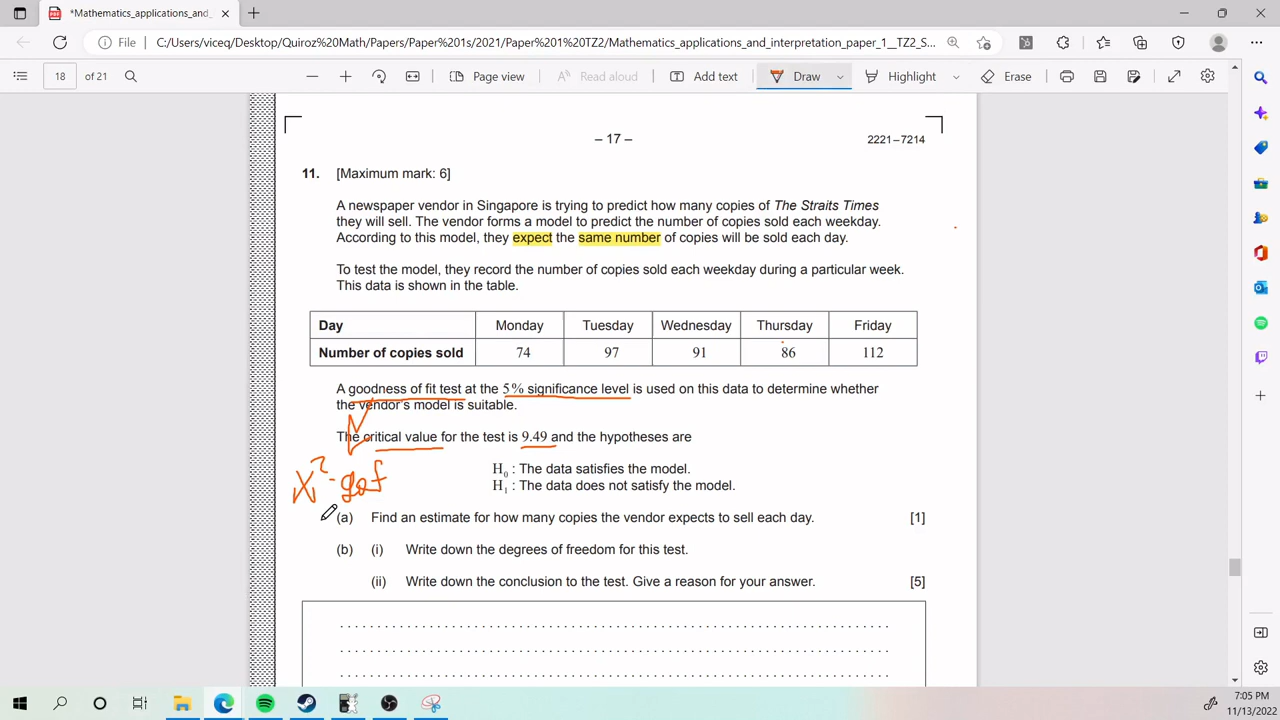 *Mathematics_applications_and_
File
C:/Users/viceq/Desktop/Quiroz%20Math/Papers/Paper%201s/2021/Paper%201%20TZ2/Mathematics_applications_and_interpretation_paper_1__TZ2_S...
18 of 21
Page view
Read aloud
Add text
Draw
Highlight
Erase
– 17 –
2221–7214
11. [Maximum mark: 6]
A newspaper vendor in Singapore is trying to predict how many copies of The Straits Times
they will sell. The vendor forms a model to predict the number of copies sold each weekday.
According to this model, they expect the same number of copies will be sold each day.
To test the model, they record the number of copies sold each weekday during a particular week.
This data is shown in the table.
Day Monday Tuesday Wednesday Thursday Friday
Number of copies sold 74 97 91 86 112
A goodness of fit test at the 5% significance level is used on this data to determine whether
the vendor's model is suitable.
The critical value for the test is 9.49 and the hypotheses are
H₀ : The data satisfies the model.
X²-gof
H₁ : The data does not satisfy the model.
(a) Find an estimate for how many copies the vendor expects to sell each day. [1]
(b) (i) Write down the degrees of freedom for this test.
(ii) Write down the conclusion to the test. Give a reason for your answer. [5]
7:05 PM
11/13/2022